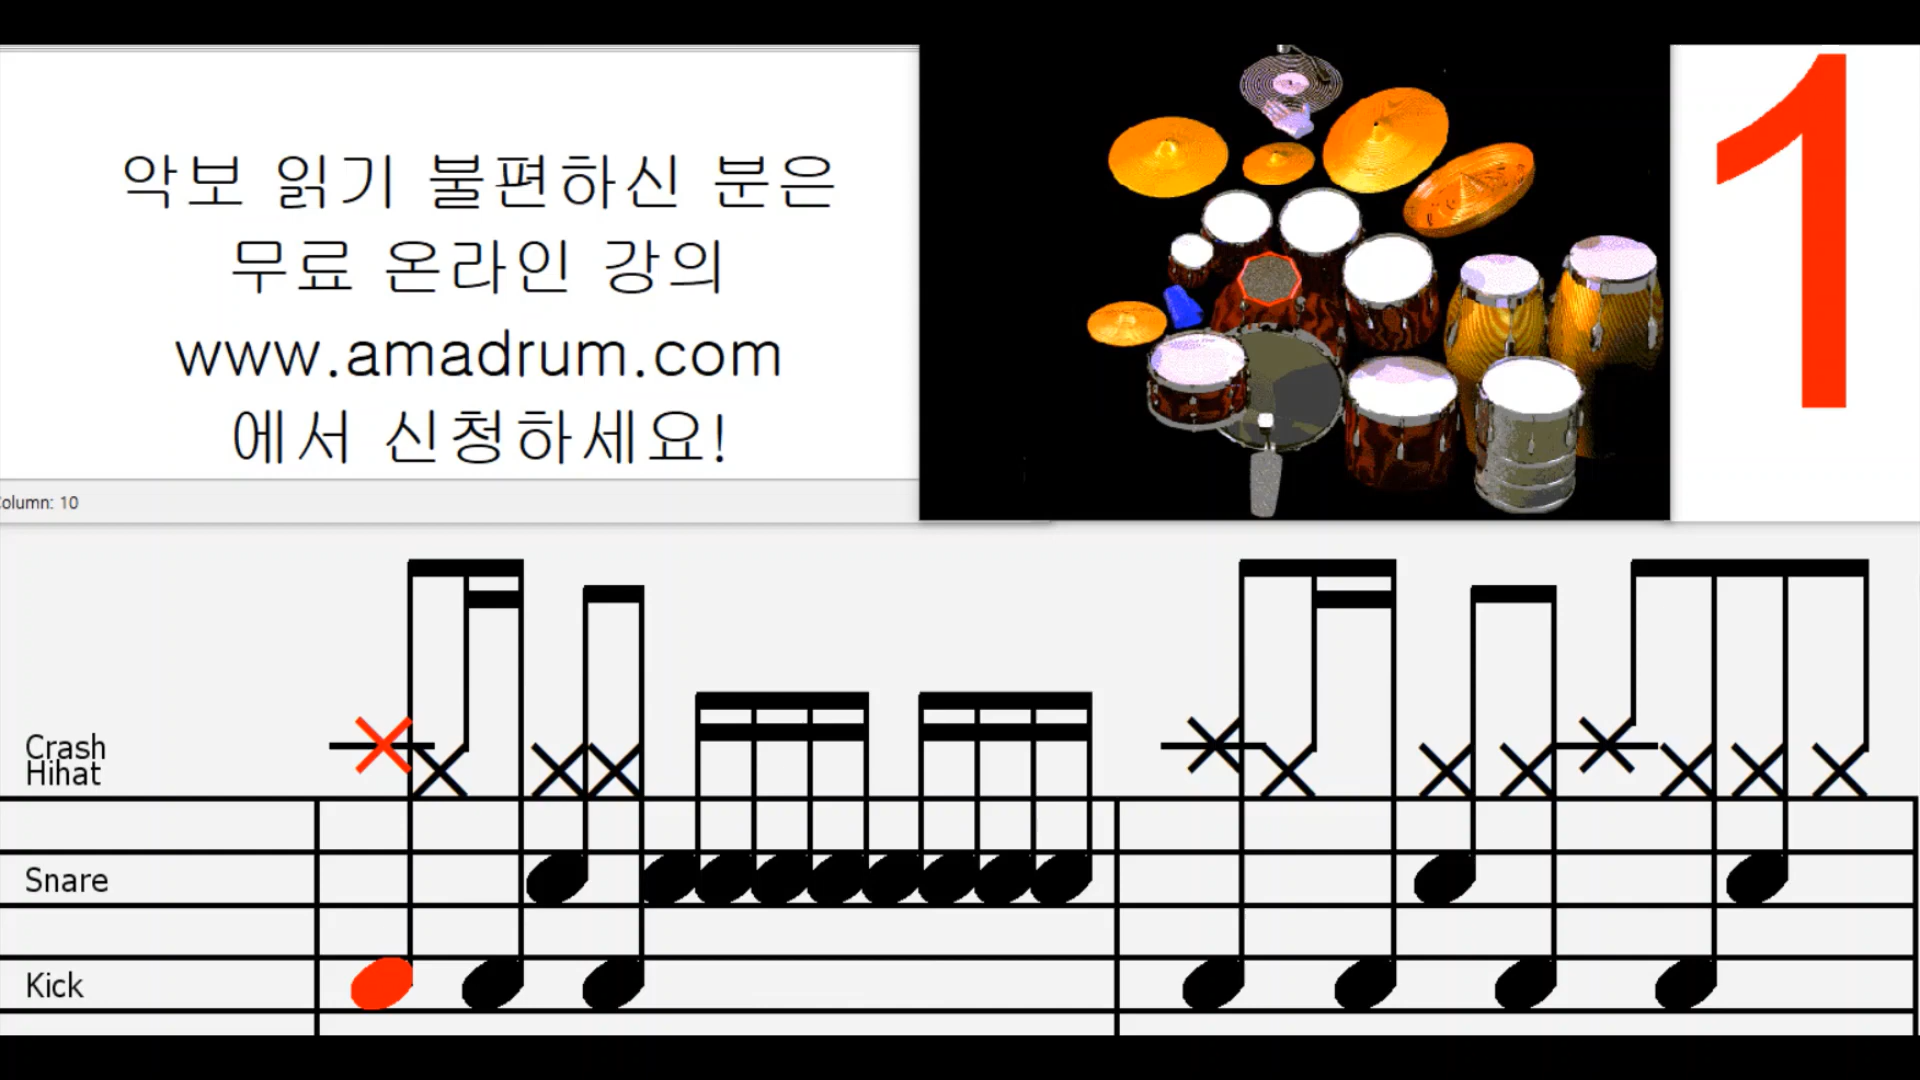 악보 읽기 불편하신 분은
무료 온라인 강의
www.amadrum.com
에서 신청하세요!
olumn: 10
1
Crash
Hihat
Snare
Kick